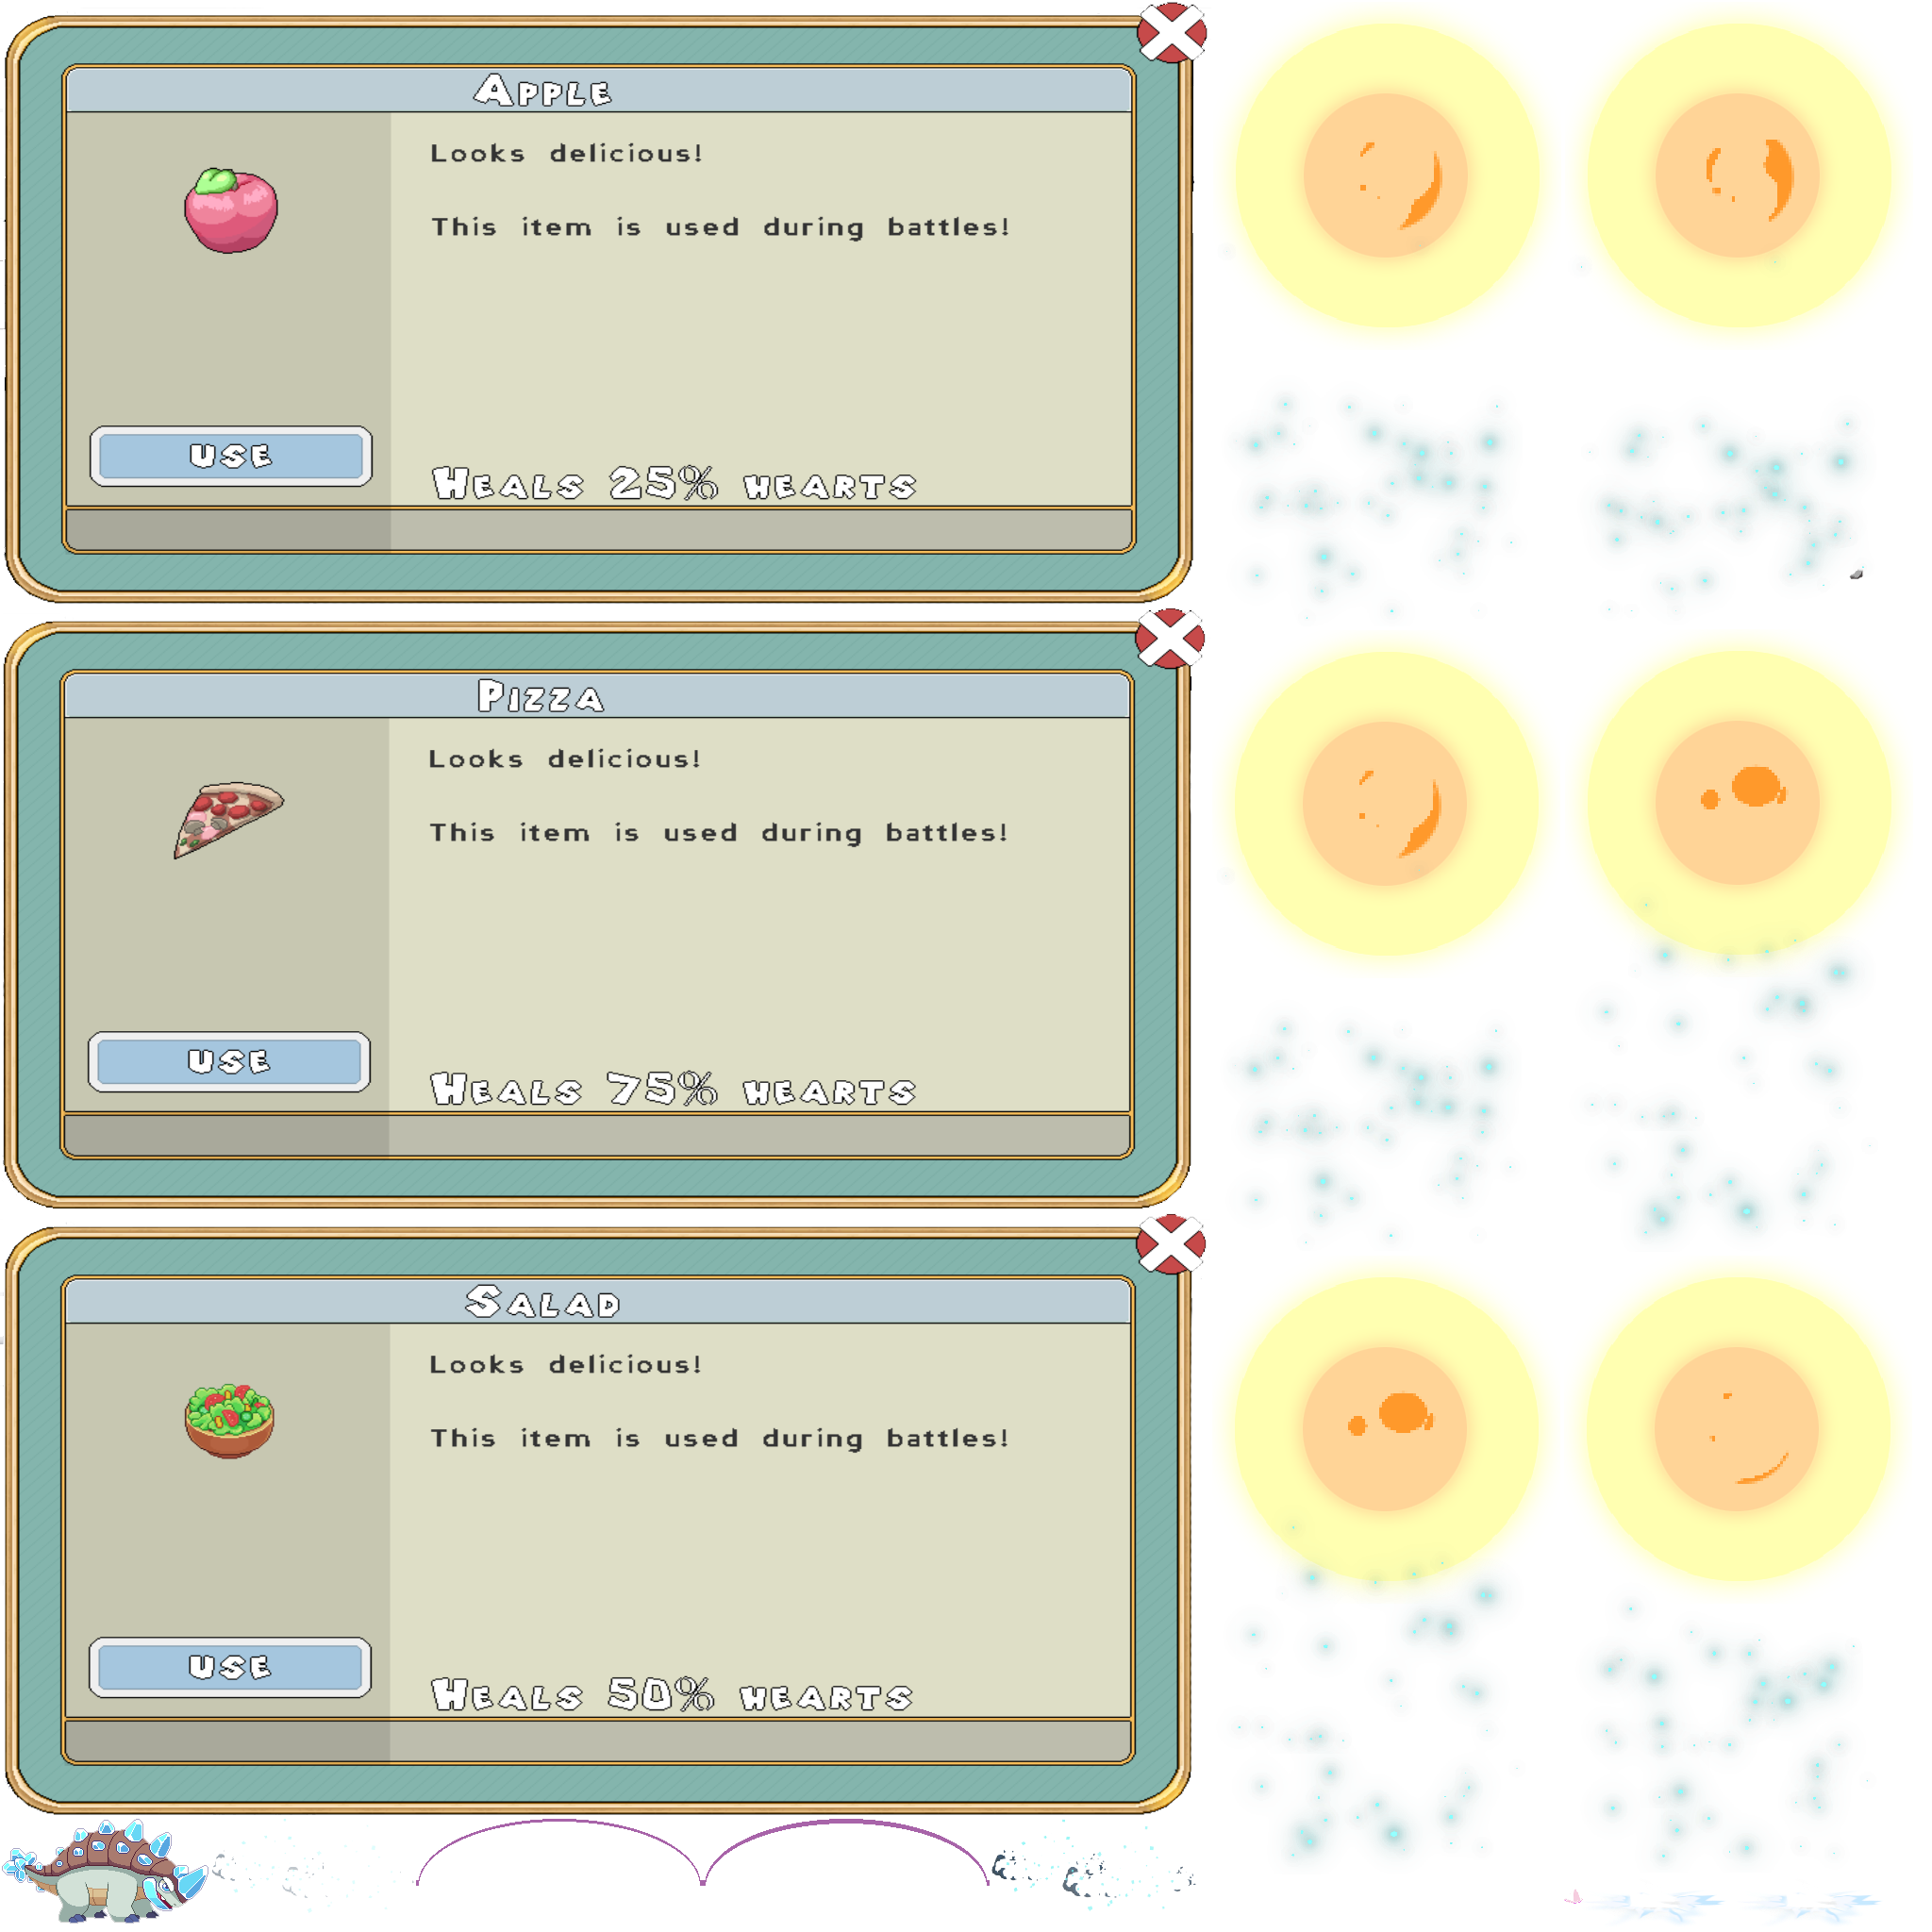 Apple
Looks delicious!
This item is used during battles!
USE
Heals 25% hearts
Pizza
Looks delicious!
This item is used during battles!
USE
Heals 75% hearts
Salad
Looks delicious!
This item is used during battles!
USE
Heals 50% hearts